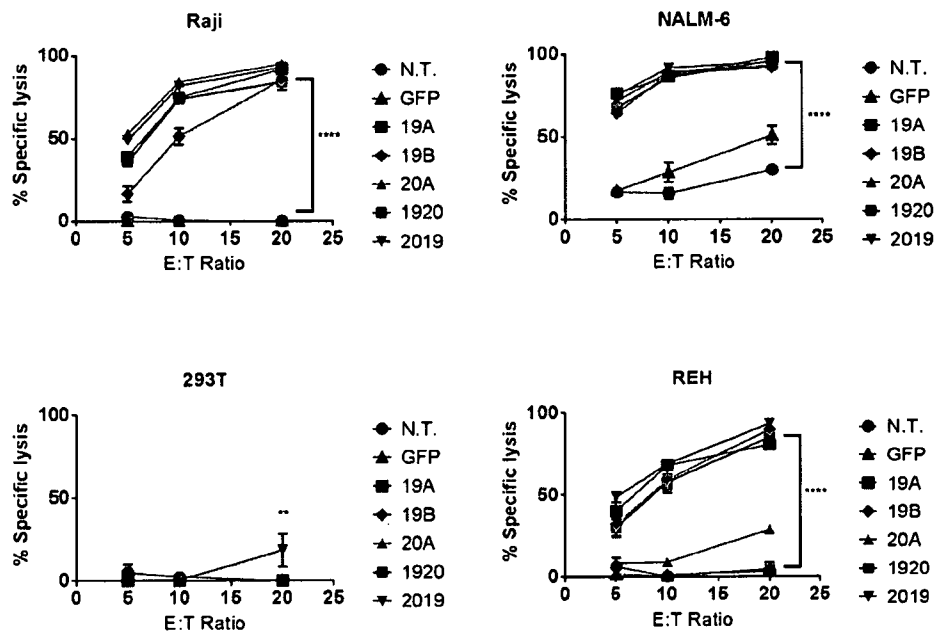 Raji
% Specific lysis
100
50
0
0 5 10 15 20 25
E:T Ratio
****
N.T.
GFP
19A
19B
20A
1920
2019
NALM-6
% Specific lysis
100
50
0
0 5 10 15 20 25
E:T Ratio
****
N.T.
GFP
19A
19B
20A
1920
2019
293T
% Specific lysis
100
50
0
0 5 10 15 20 25
E:T Ratio
**
N.T.
GFP
19A
19B
20A
1920
2019
REH
% Specific lysis
100
50
0
0 5 10 15 20 25
E:T Ratio
****
N.T.
GFP
19A
19B
20A
1920
2019